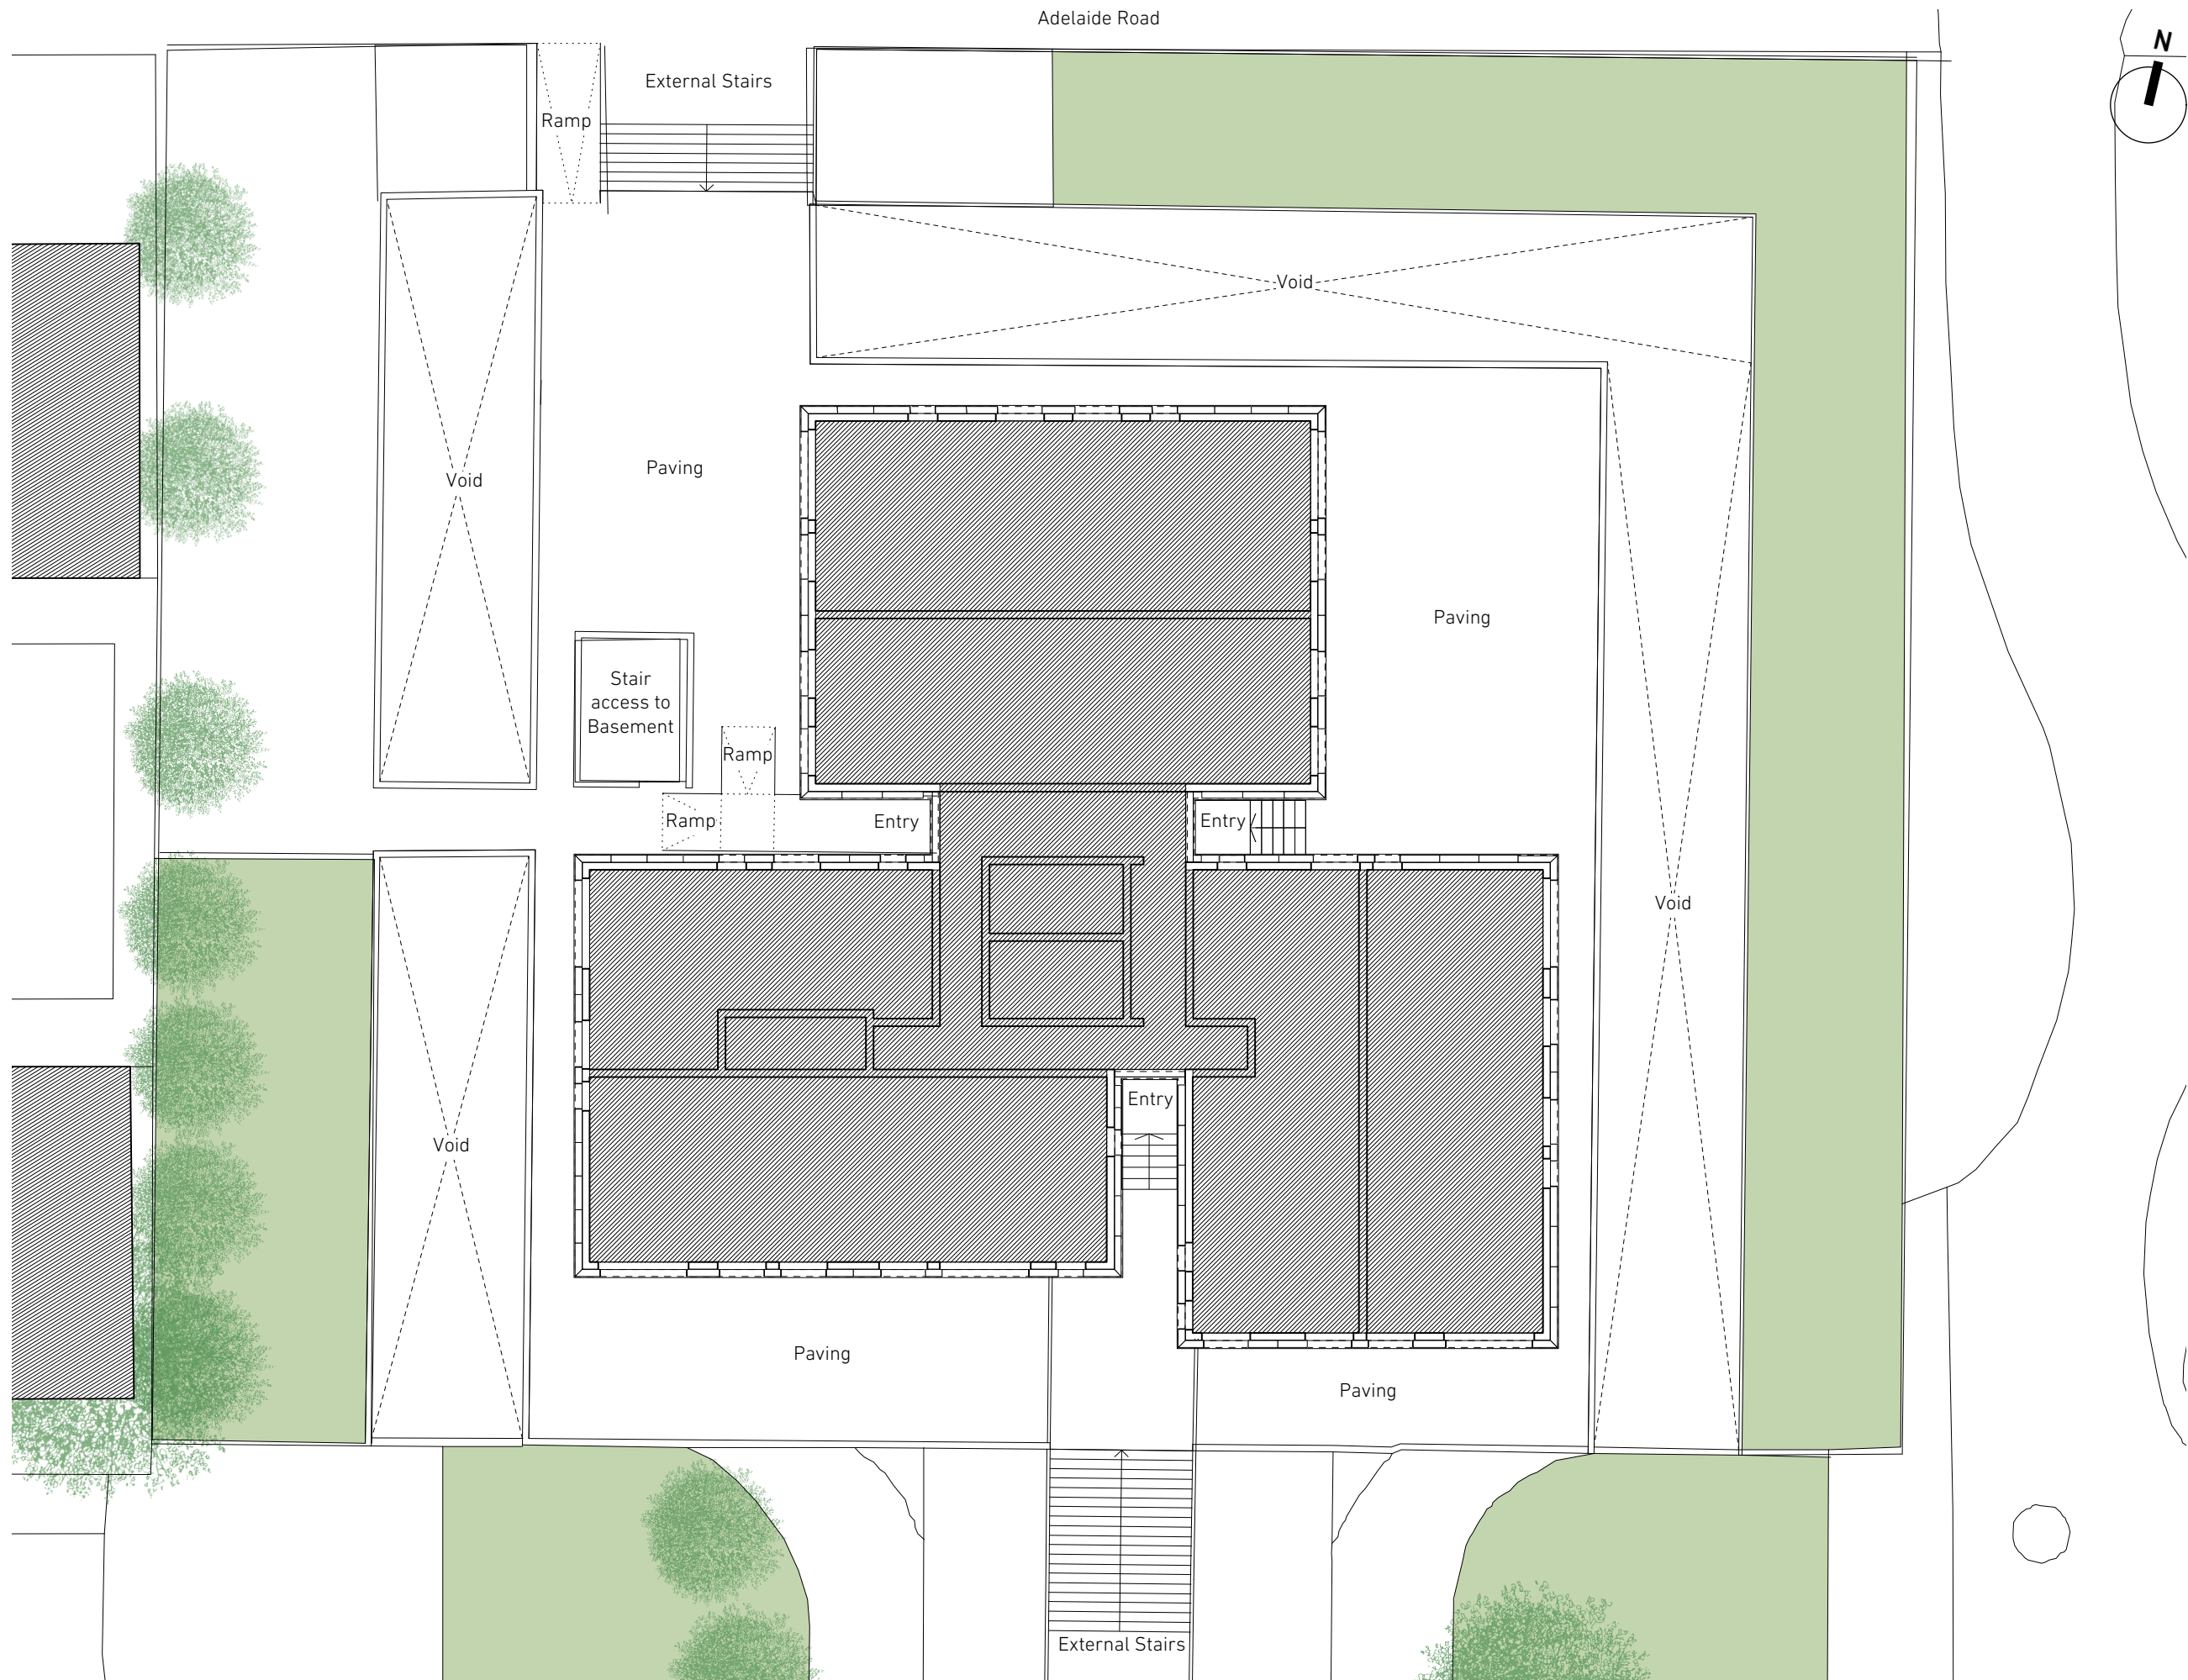 Adelaide Road
N
External Stairs
Ramp
Void
Paving
Void
Paving
Stair
access to
Basement
Ramp
Ramp
Entry
Entry
Void
Entry
Void
Paving
Paving
External Stairs